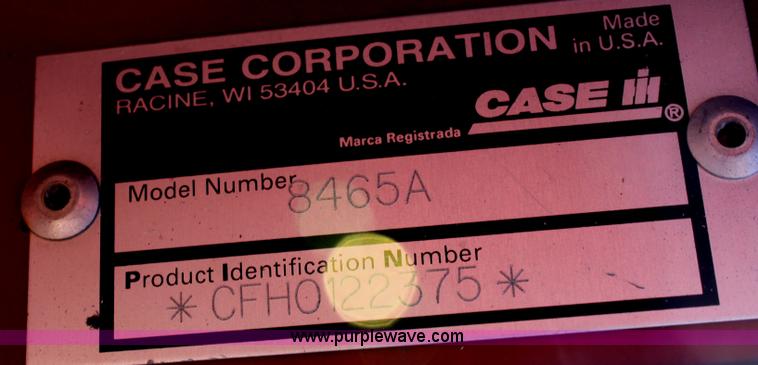 CASE CORPORATION
RACINE, WI 53404 U.S.A.
Made
in U.S.A.
CASE IH ®
Marca Registrada
Model Number
8465A
Product Identification Number
* CFH0122375 *
www.purplewave.com